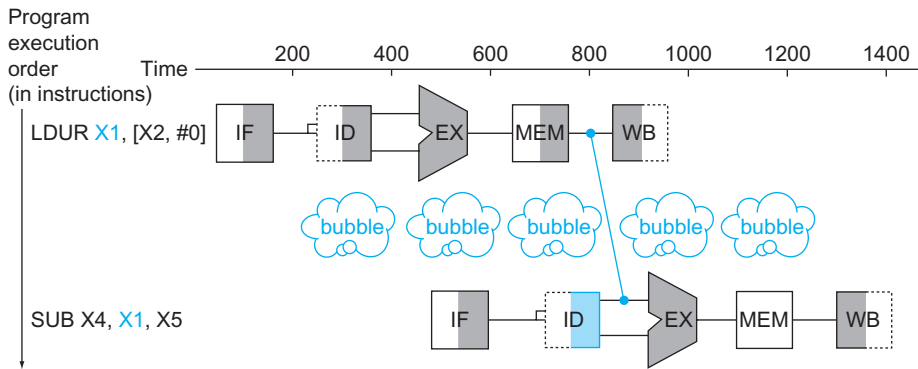 Program
execution
order
(in instructions)
Time
200 400 600 800 1000 1200 1400
LDUR X1, [X2, #0]
IF ID EX MEM WB
bubble bubble bubble bubble bubble
SUB X4, X1, X5
IF ID EX MEM WB